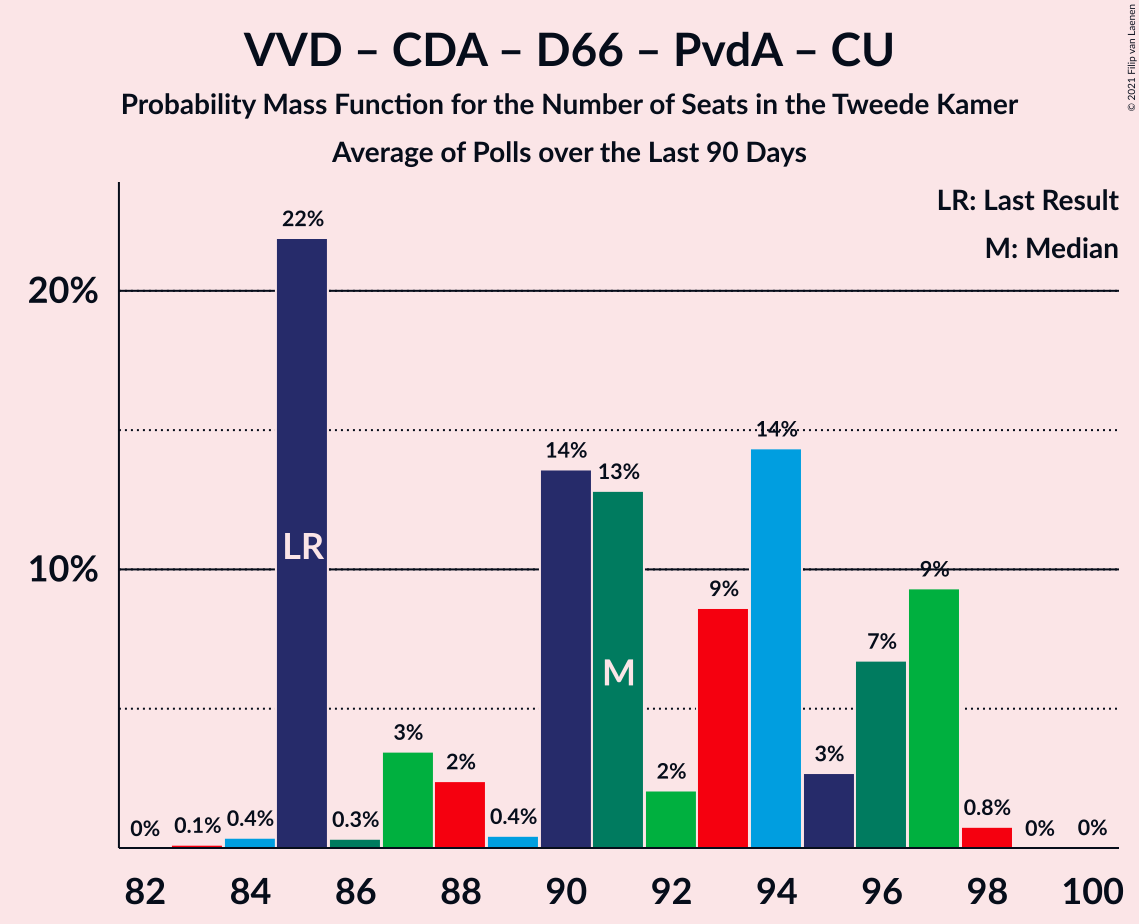 VVD – CDA – D66 – PvdA – CU
Probability Mass Function for the Number of Seats in the Tweede Kamer
Average of Polls over the Last 90 Days
© 2021 Filip van Laenen
LR: Last Result
M: Median
20%
10%
0%
0.1%
0.4%
22%
0.3%
3%
2%
0.4%
14%
13%
2%
9%
14%
3%
7%
9%
0.8%
0%
0%
LR
M
82 84 86 88 90 92 94 96 98 100